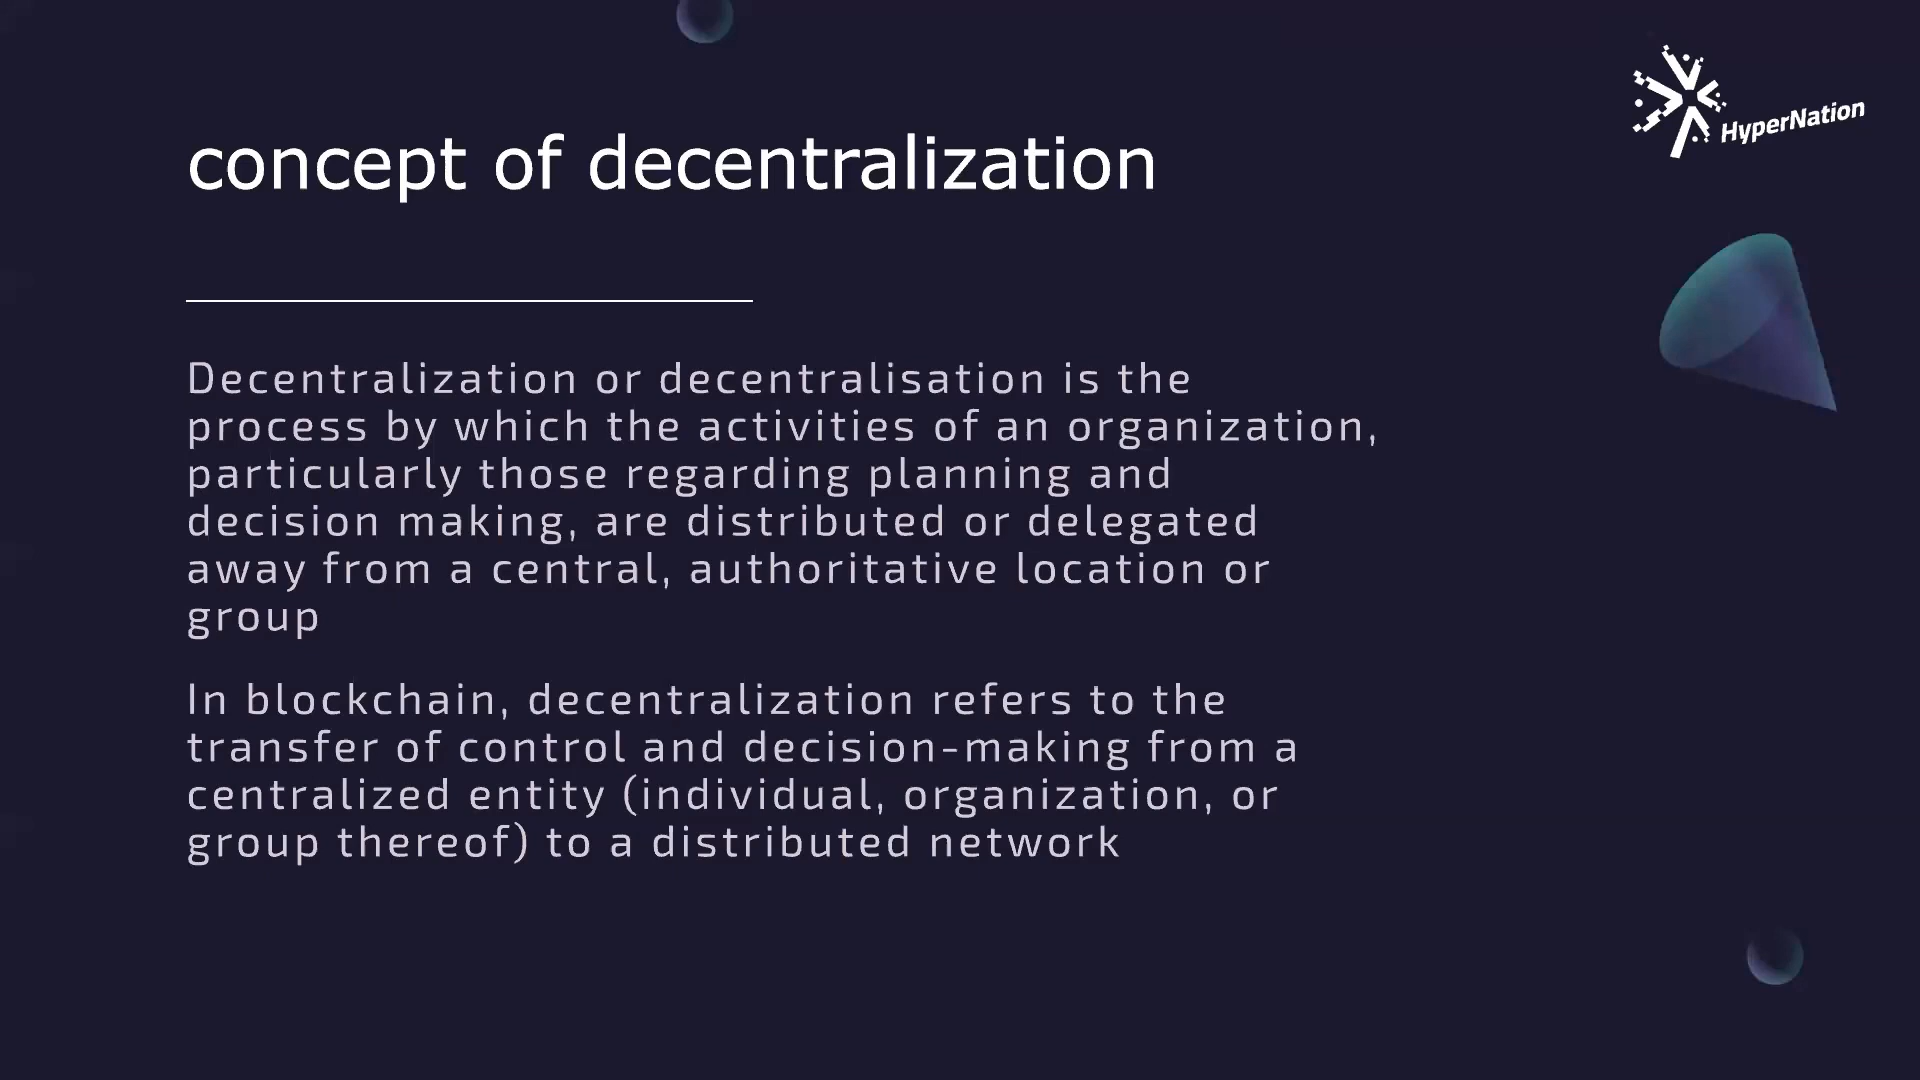 HyperNation
concept of decentralization
Decentralization or decentralisation is the
process by which the activities of an organization,
particularly those regarding planning and
decision making, are distributed or delegated
away from a central, authoritative location or
group
In blockchain, decentralization refers to the
transfer of control and decision-making from a
centralized entity (individual, organization, or
group thereof) to a distributed network